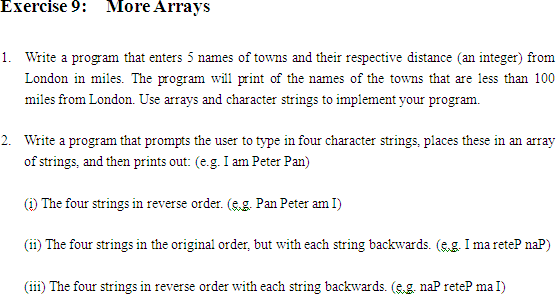 Exercise 9: More Arrays
1. Write a program that enters 5 names of towns and their respective distance (an integer) from
London in miles. The program will print of the names of the towns that are less than 100
miles from London. Use arrays and character strings to implement your program.
2. Write a program that prompts the user to type in four character strings, places these in an array
of strings, and then prints out: (e.g. I am Peter Pan)
(i) The four strings in reverse order. (e.g. Pan Peter am I)
(ii) The four strings in the original order, but with each string backwards. (e.g. I ma reteP naP)
(iii) The four strings in reverse order with each string backwards. (e.g. naP reteP ma I)